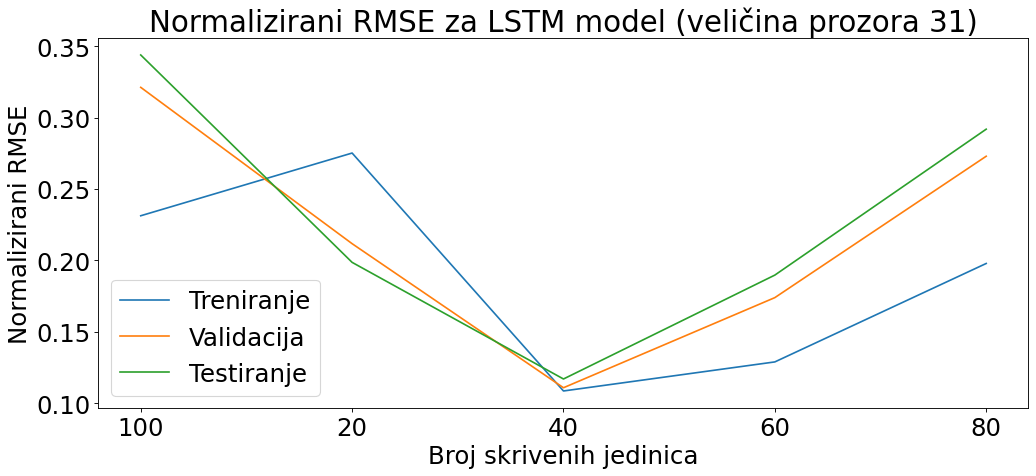 Normalizirani RMSE za LSTM model (veličina prozora 31)
Normalizirani RMSE
0.35
0.30
0.25
0.20
0.15
0.10
Treniranje
Validacija
Testiranje
100 20 40 60 80
Broj skrivenih jedinica